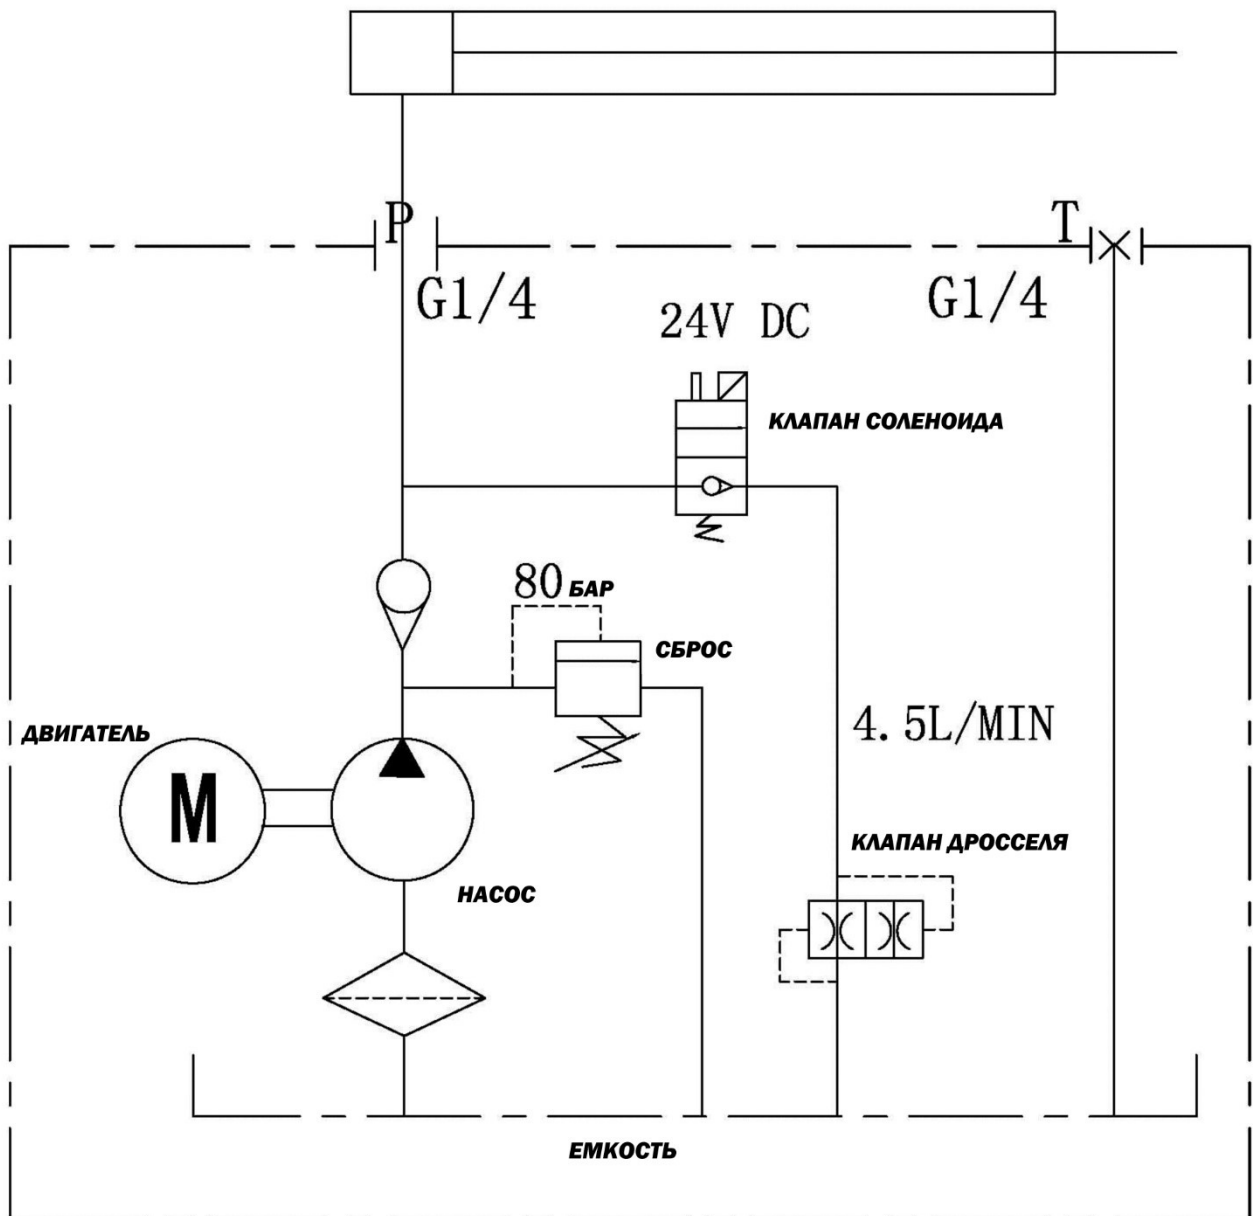 P
T
G1/4
G1/4
24V DC
КЛАПАН СОЛЕНОИДА
80 БАР
СБРОС
ДВИГАТЕЛЬ
4.5L/MIN
M
КЛАПАН ДРОССЕЛЯ
НАСОС
ЕМКОСТЬ